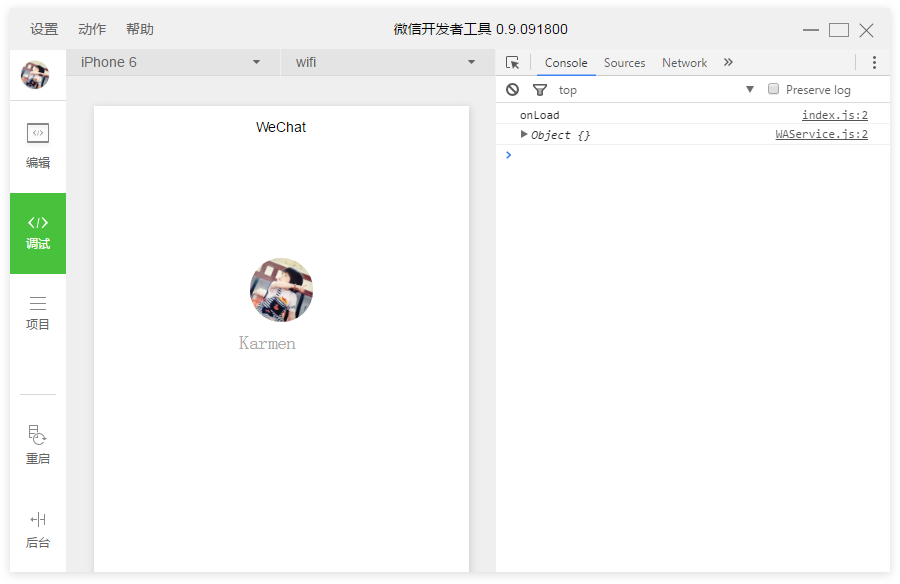 设置 动作 帮助 微信开发者工具 0.9.091800
iPhone 6 wifi
Console Sources Network »
top Preserve log
onLoad index.js:2
Object {} WAService.js:2
WeChat
Karmen
编辑
调试
项目
重启
后台